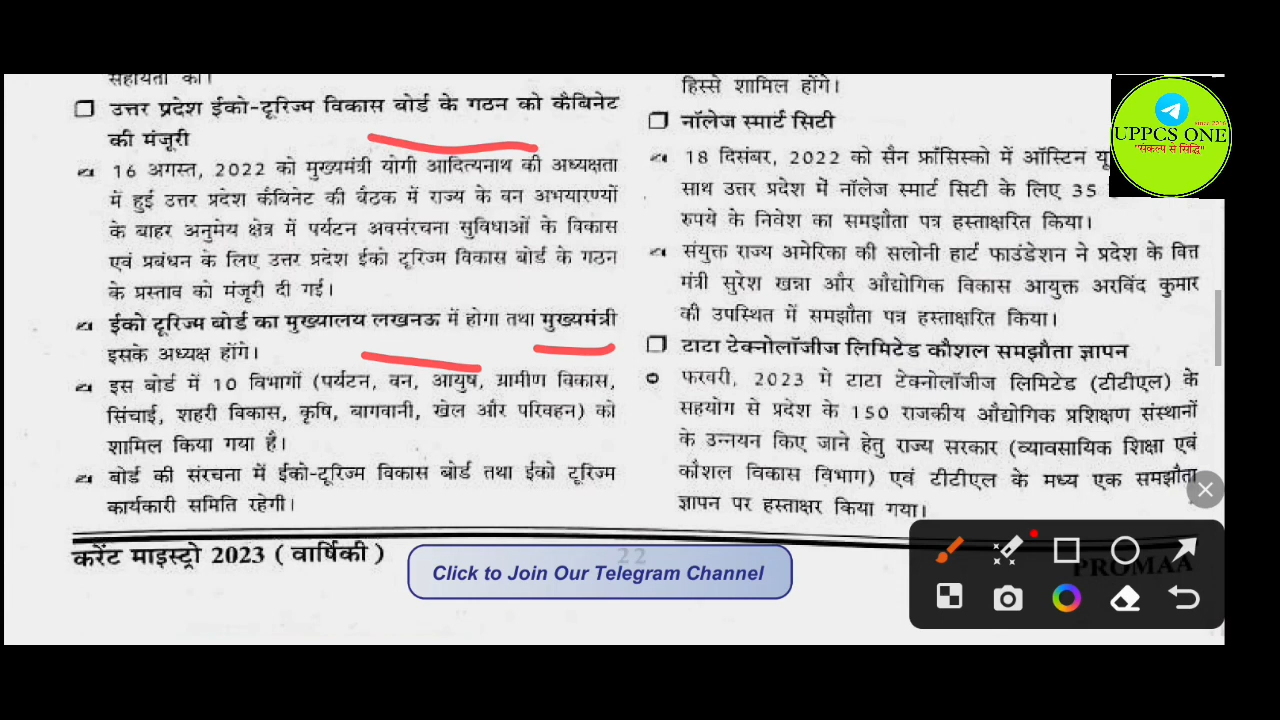 सहायता की।
❑ उत्तर प्रदेश ईको-टूरिज्म विकास बोर्ड के गठन को कैबिनेट
की मंजूरी
16 अगस्त, 2022 को मुख्यमंत्री योगी आदित्यनाथ की अध्यक्षता
में हुई उत्तर प्रदेश कैबिनेट की बैठक में राज्य के वन अभयारण्यों
के बाहर अनुमेय क्षेत्र में पर्यटन अवसंरचना सुविधाओं के विकास
एवं प्रबंधन के लिए उत्तर प्रदेश ईको टूरिज्म विकास बोर्ड के गठन
के प्रस्ताव को मंजूरी दी गई।
ईको टूरिज्म बोर्ड का मुख्यालय लखनऊ में होगा तथा मुख्यमंत्री
इसके अध्यक्ष होंगे।
इस बोर्ड में 10 विभागों (पर्यटन, वन, आयुष, ग्रामीण विकास,
सिंचाई, शहरी विकास, कृषि, बागवानी, खेल और परिवहन) को
शामिल किया गया है।
बोर्ड की संरचना में ईको-टूरिज्म विकास बोर्ड तथा ईको टूरिज्म
कार्यकारी समिति रहेगी।
हिस्से शामिल होंगे।
❑ नॉलेज स्मार्ट सिटी
18 दिसंबर, 2022 को सैन फ्रांसिस्को में ऑस्टिन यू
साथ उत्तर प्रदेश में नॉलेज स्मार्ट सिटी के लिए 35
रुपये के निवेश का समझौता पत्र हस्ताक्षरित किया।
संयुक्त राज्य अमेरिका की सलोनी हार्ट फाउंडेशन ने प्रदेश के वित्त
मंत्री सुरेश खन्ना और औद्योगिक विकास आयुक्त अरविंद कुमार
की उपस्थित में समझौता पत्र हस्ताक्षरित किया।
❑ टाटा टेक्नोलॉजीज लिमिटेड कौशल समझौता ज्ञापन
फरवरी, 2023 मे टाटा टेक्नोलॉजीज लिमिटेड (टीटीएल) के
सहयोग से प्रदेश के 150 राजकीय औद्योगिक प्रशिक्षण संस्थानों
के उन्नयन किए जाने हेतु राज्य सरकार (व्यावसायिक शिक्षा एवं
कौशल विकास विभाग) एवं टीटीएल के मध्य एक समझौता
ज्ञापन पर हस्ताक्षर किया गया।
करेंट माइस्ट्रो 2023 (वार्षिकी)
22
PROMAA
Click to Join Our Telegram Channel
since 2016
UPPCS ONE
"संकल्प से सिद्धि"